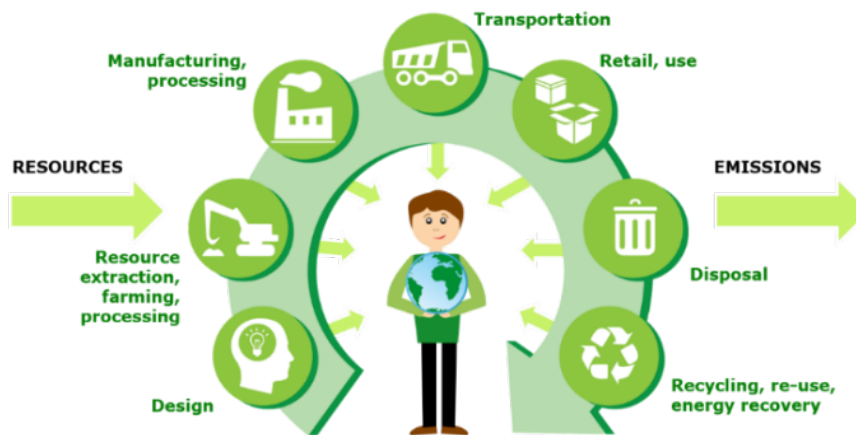 Transportation
Manufacturing,
processing
Retail, use
RESOURCES
EMISSIONS
Resource
extraction,
farming,
processing
Disposal
Design
Recycling, re-use,
energy recovery